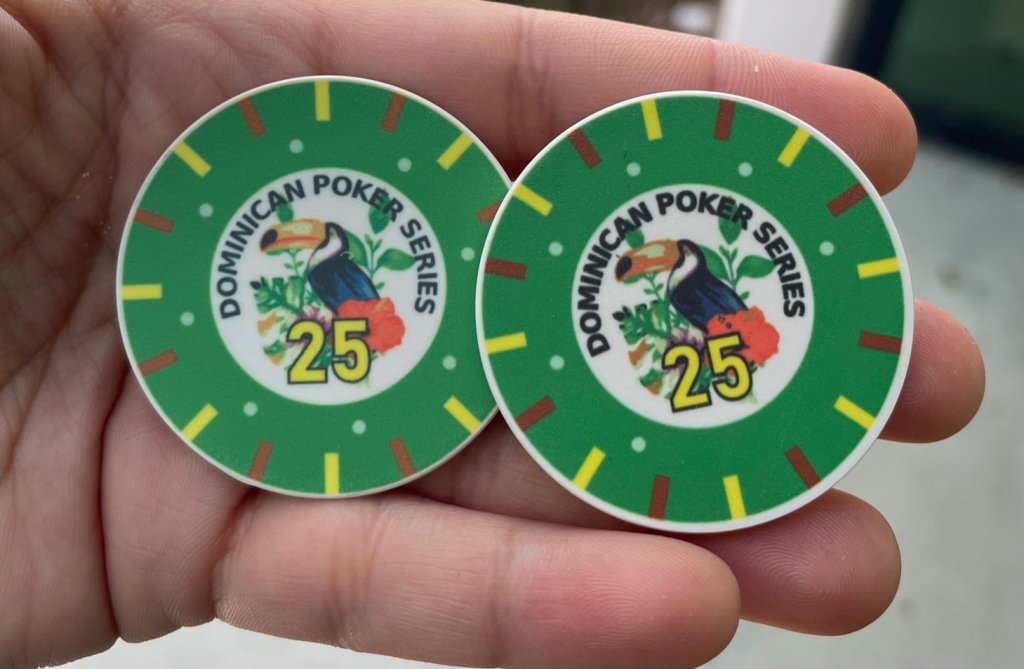 DOMINICAN POKER SERIES
25
DOMINICAN POKER SERIES
25